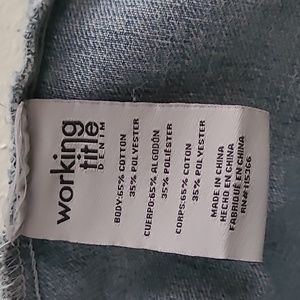 working
title
DENIM
BODY:65% COTTON
35% POLYESTER
CUERPO:65% ALGODÓN
35% POLIÉSTER
CORPS:65% COTON
35% POLYESTER
MADE IN CHINA
HECHO EN CHINA
FABRIQUÉ EN CHINA
RN#:115366